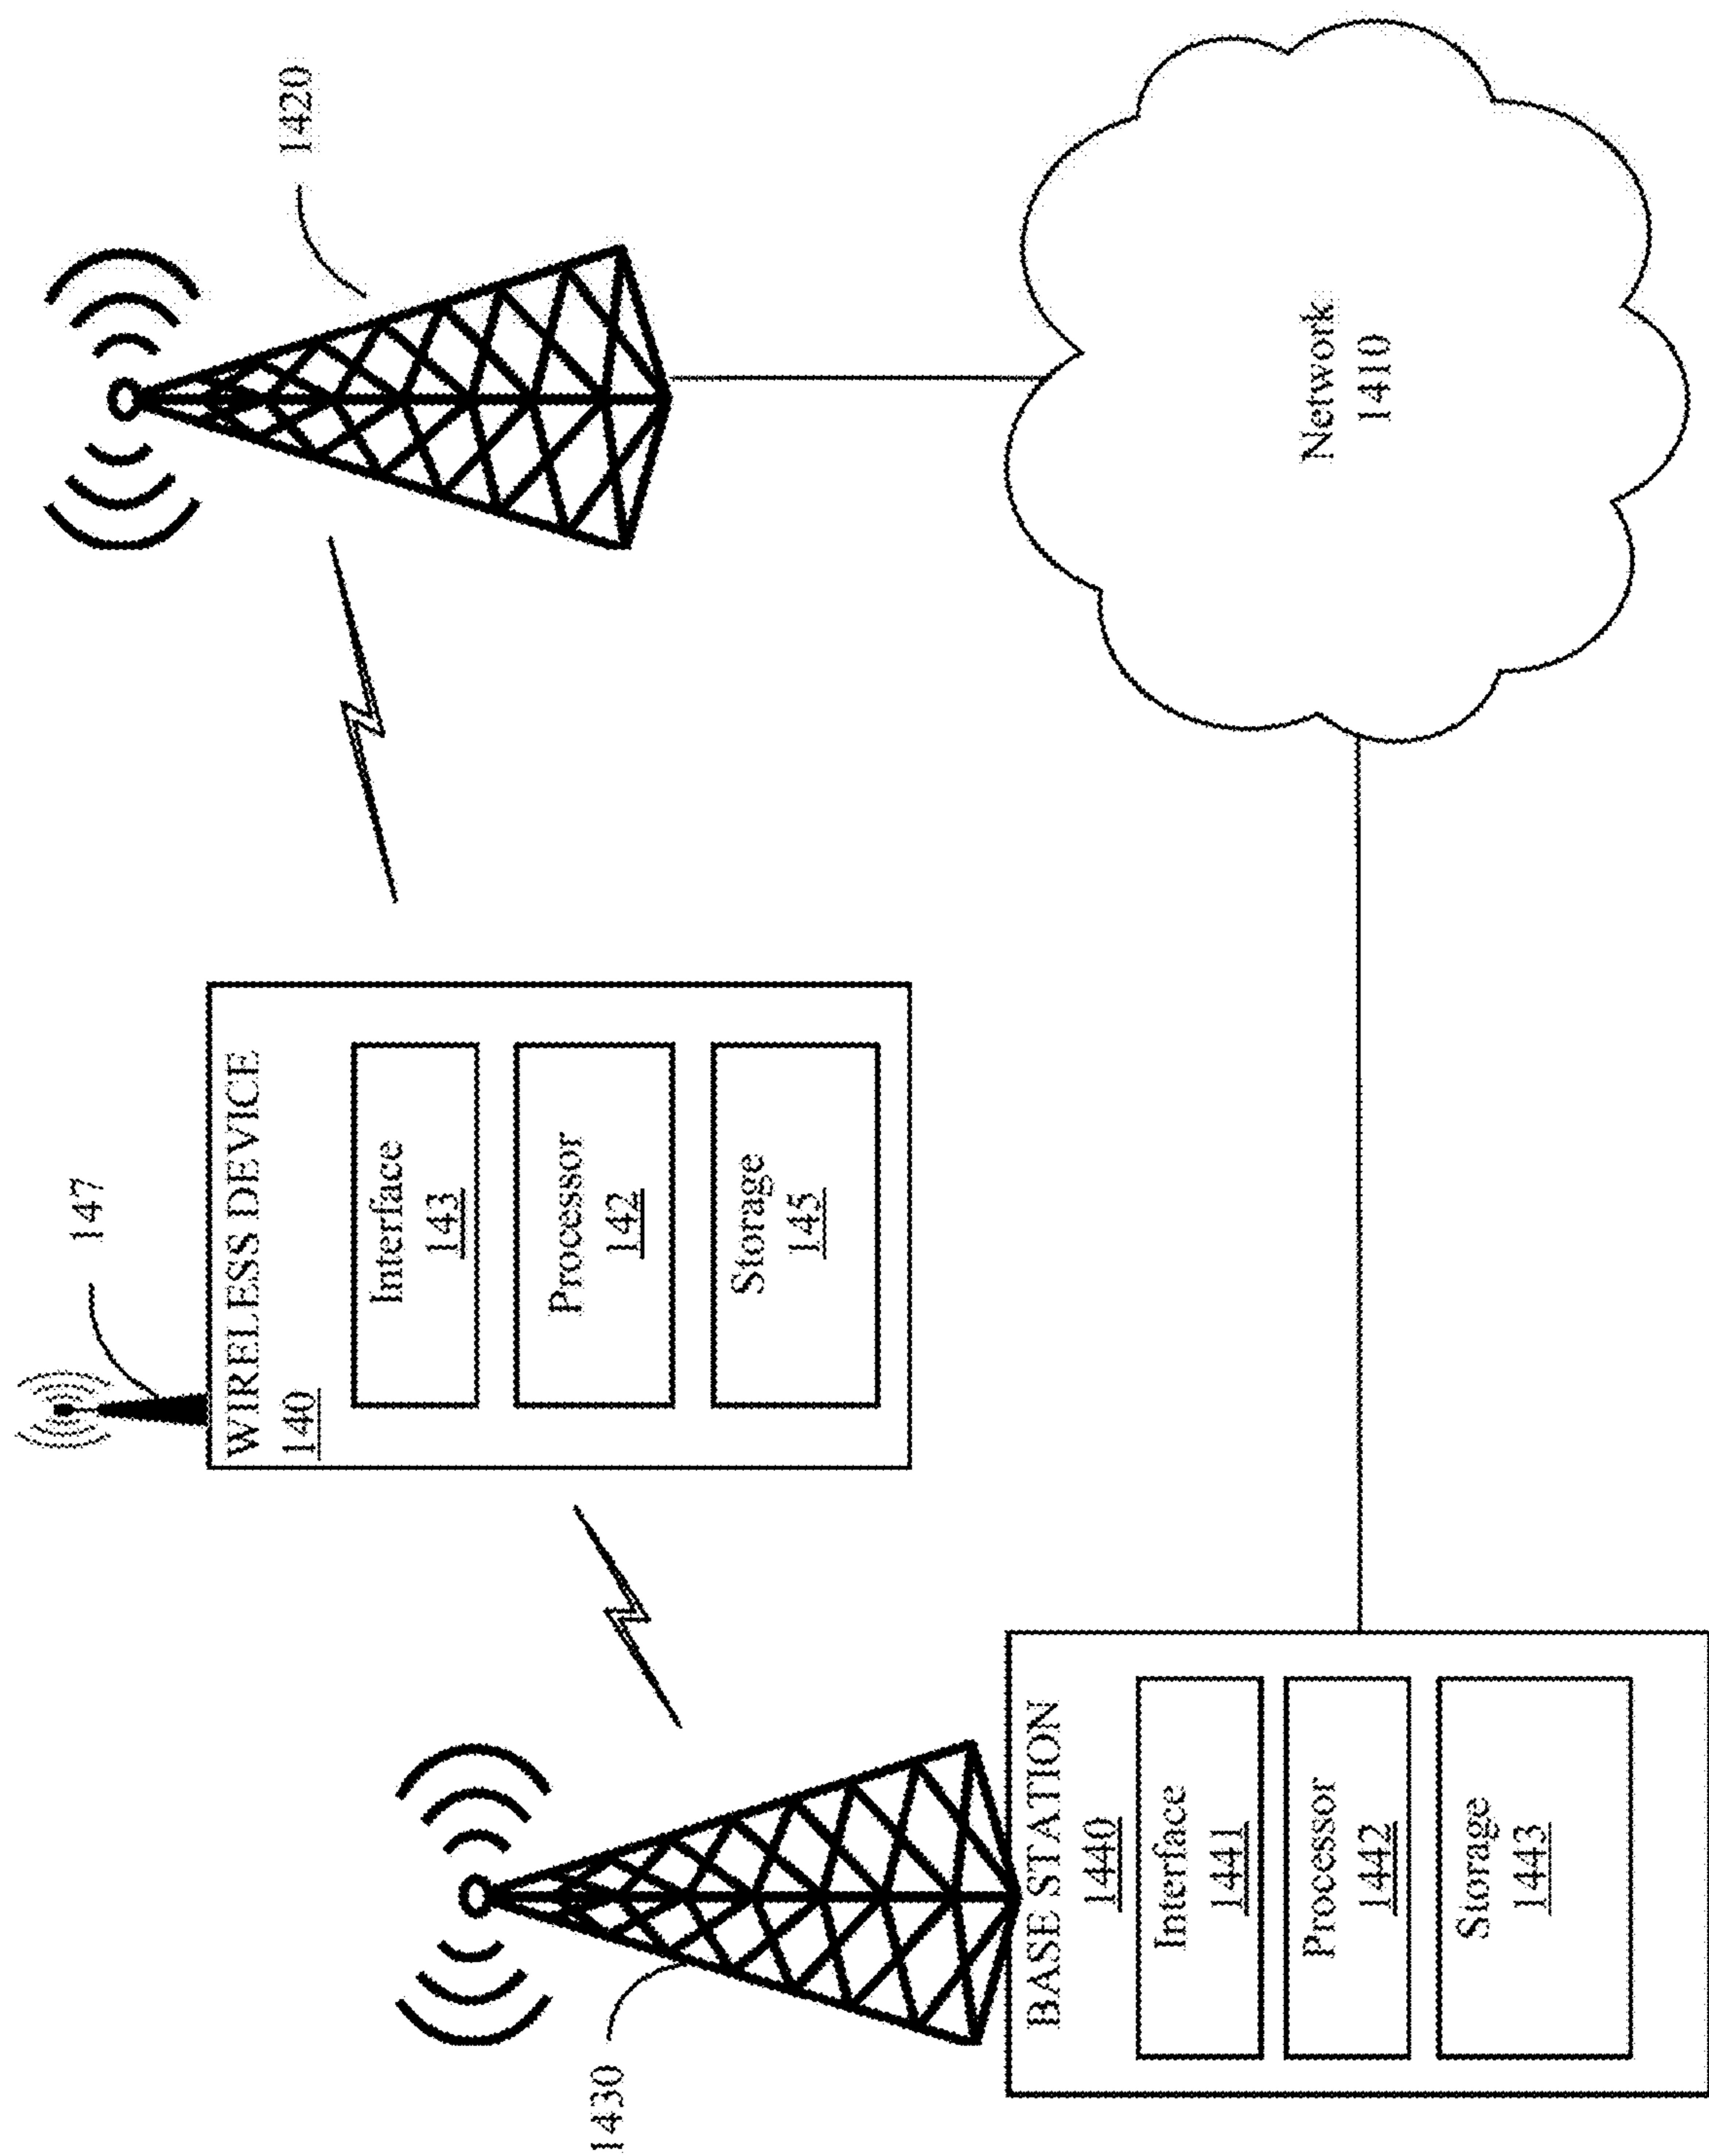 147
1420
WIRELESS DEVICE
140
Interface
143
Processor
142
Storage
145
1430
BASE STATION
1440
Interface
1441
Processor
1442
Storage
1443
Network
1410